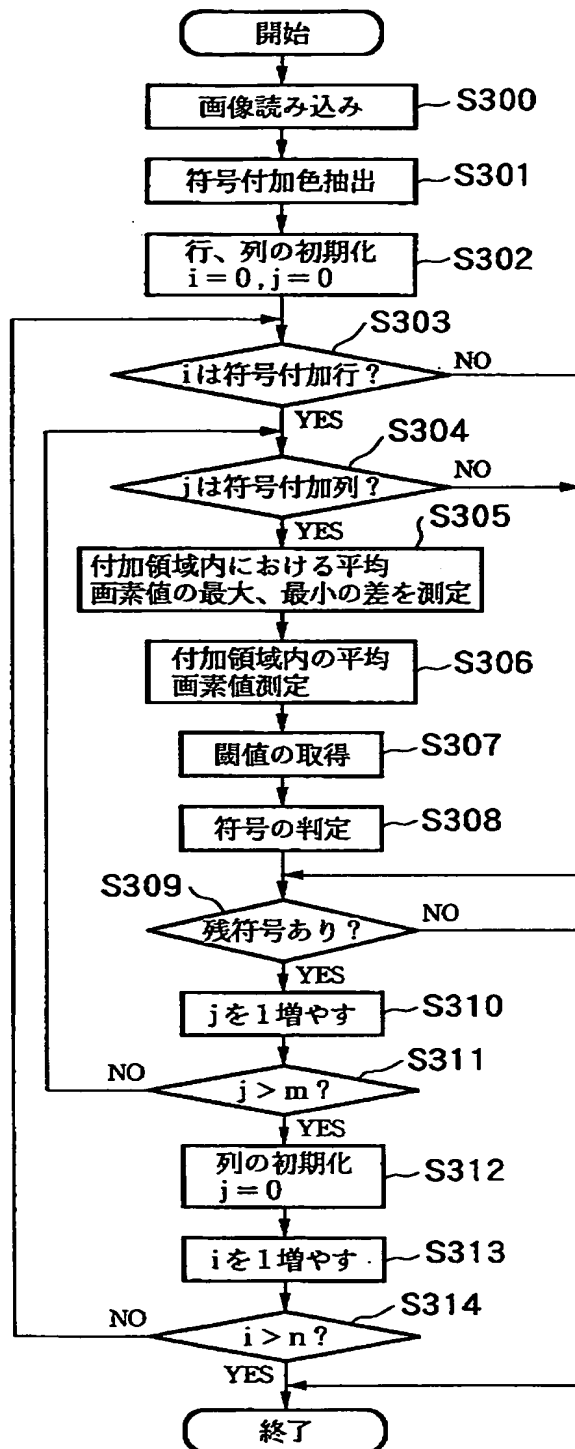 開始
画像読み込み
S300
符号付加色抽出
S301
行、列の初期化
i=0,j=0
S302
S303
iは符号付加行？
NO
YES
S304
jは符号付加列？
NO
YES
S305
付加領域内における平均
画素値の最大、最小の差を測定
付加領域内の平均
画素値測定
S306
閾値の取得
S307
符号の判定
S308
S309
残符号あり？
NO
YES
jを1増やす
S310
S311
NO
j>m？
YES
列の初期化
j=0
S312
iを1増やす
S313
S314
NO
i>n？
YES
終了